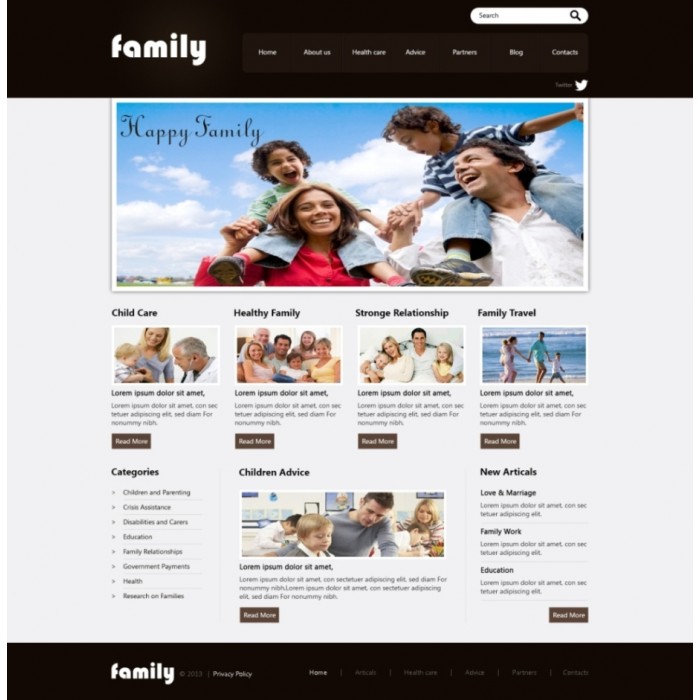 Search
family
Home About us Health care Advice Partners Blog Contacts
Twitter
Happy Family
Child Care
Healthy Family
Stronge Relationship
Family Travel
Lorem ipsum dolor sit amet,
Lorem ipsum dolor sit amet, con sec
tetuer adipiscing elit, sed diam For
nonummy nibh.
Read More
Lorem ipsum dolor sit amet,
Lorem ipsum dolor sit amet, con sec
tetuer adipiscing elit, sed diam For
nonummy nibh.
Read More
Lorem ipsum dolor sit amet,
Lorem ipsum dolor sit amet, con sec
tetuer adipiscing elit, sed diam For
nonummy nibh.
Read More
Lorem ipsum dolor sit amet,
Lorem ipsum dolor sit amet, con sec
tetuer adipiscing elit, sed diam For
nonummy nibh.
Read More
Categories
> Children and Parenting
> Crisis Assistance
> Disabilities and Carers
> Education
> Family Relationships
> Government Payments
> Health
> Research on Families
Children Advice
Lorem ipsum dolor sit amet,
Lorem ipsum dolor sit amet, con sectetuer adipiscing elit, sed diam For
nonummy nibh.Lorem ipsum dolor sit amet, con sectetuer adipiscing
elit, sed diam For nonummy nibh.
Read More
New Articals
Love & Marriage
Lorem ipsum dolor sit amet, con sec
tetuer adipiscing elit.
Family Work
Lorem ipsum dolor sit amet, con sec
tetuer adipiscing elit.
Education
Lorem ipsum dolor sit amet, con sec
tetuer adipiscing elit.
Read More
family © 2013 | Privacy Policy
Home | Articals | Health care | Advice | Partners | Contacts